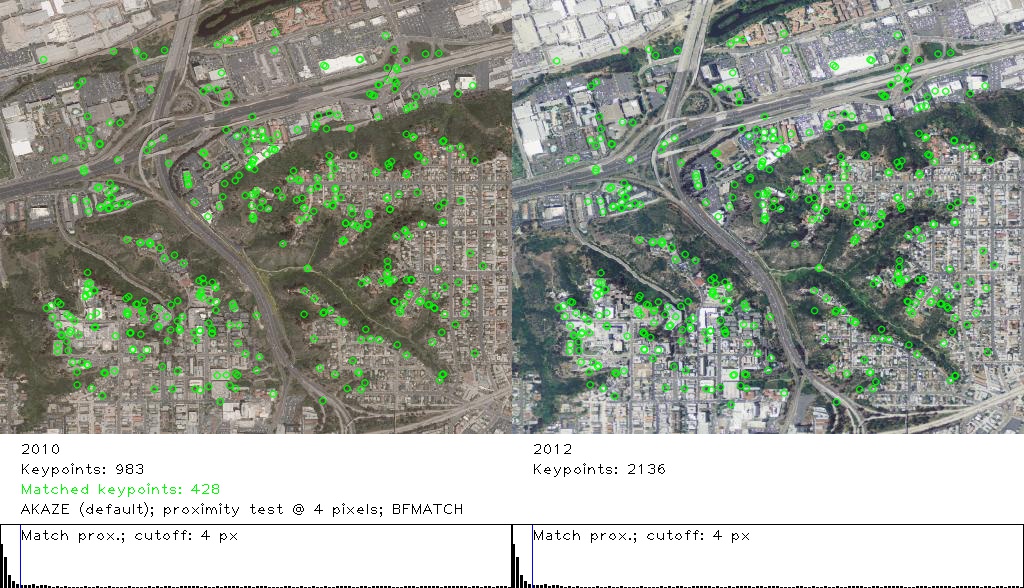 2010
Keypoints: 983
Matched keypoints: 428
AKAZE (default); proximity test @ 4 pixels; BFMATCH
2012
Keypoints: 2136
Match prox.; cutoff: 4 px
Match prox.; cutoff: 4 px